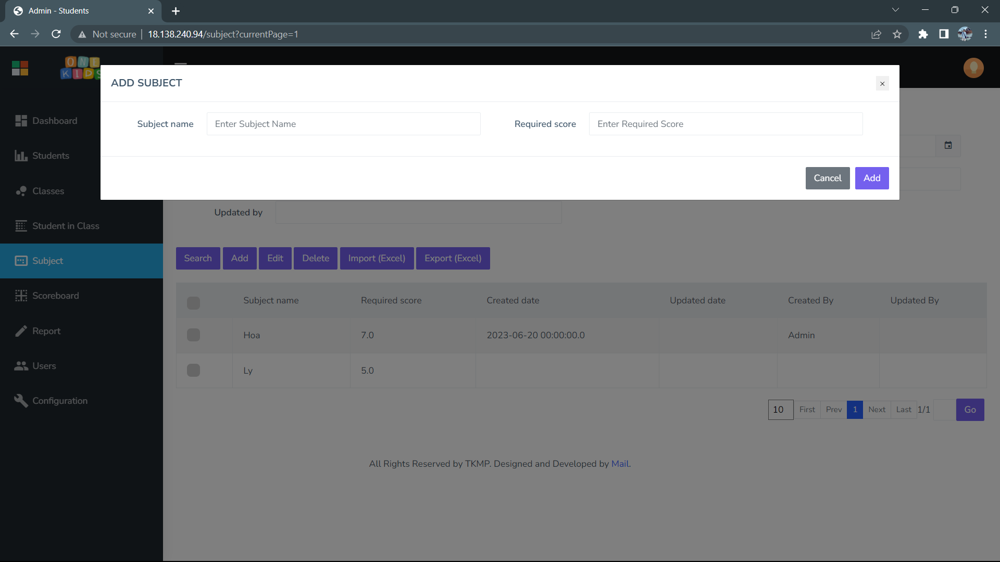 Admin - Students
Not secure
18.138.240.94/subject?currentPage=1
ONE
KIDS
ADD SUBJECT
×
Subject name
Enter Subject Name
Required score
Enter Required Score
Cancel
Add
Dashboard
Students
Classes
Student in Class
Subject
Scoreboard
Report
Users
Configuration
Updated by
Search
Add
Edit
Delete
Import (Excel)
Export (Excel)
Subject name
Required score
Created date
Updated date
Created By
Updated By
Hoa
7.0
2023-06-20 00:00:00.0
Admin
Ly
5.0
10
First
Prev
1
Next
Last
1/1
Go
All Rights Reserved by TKMP. Designed and Developed by Mail.